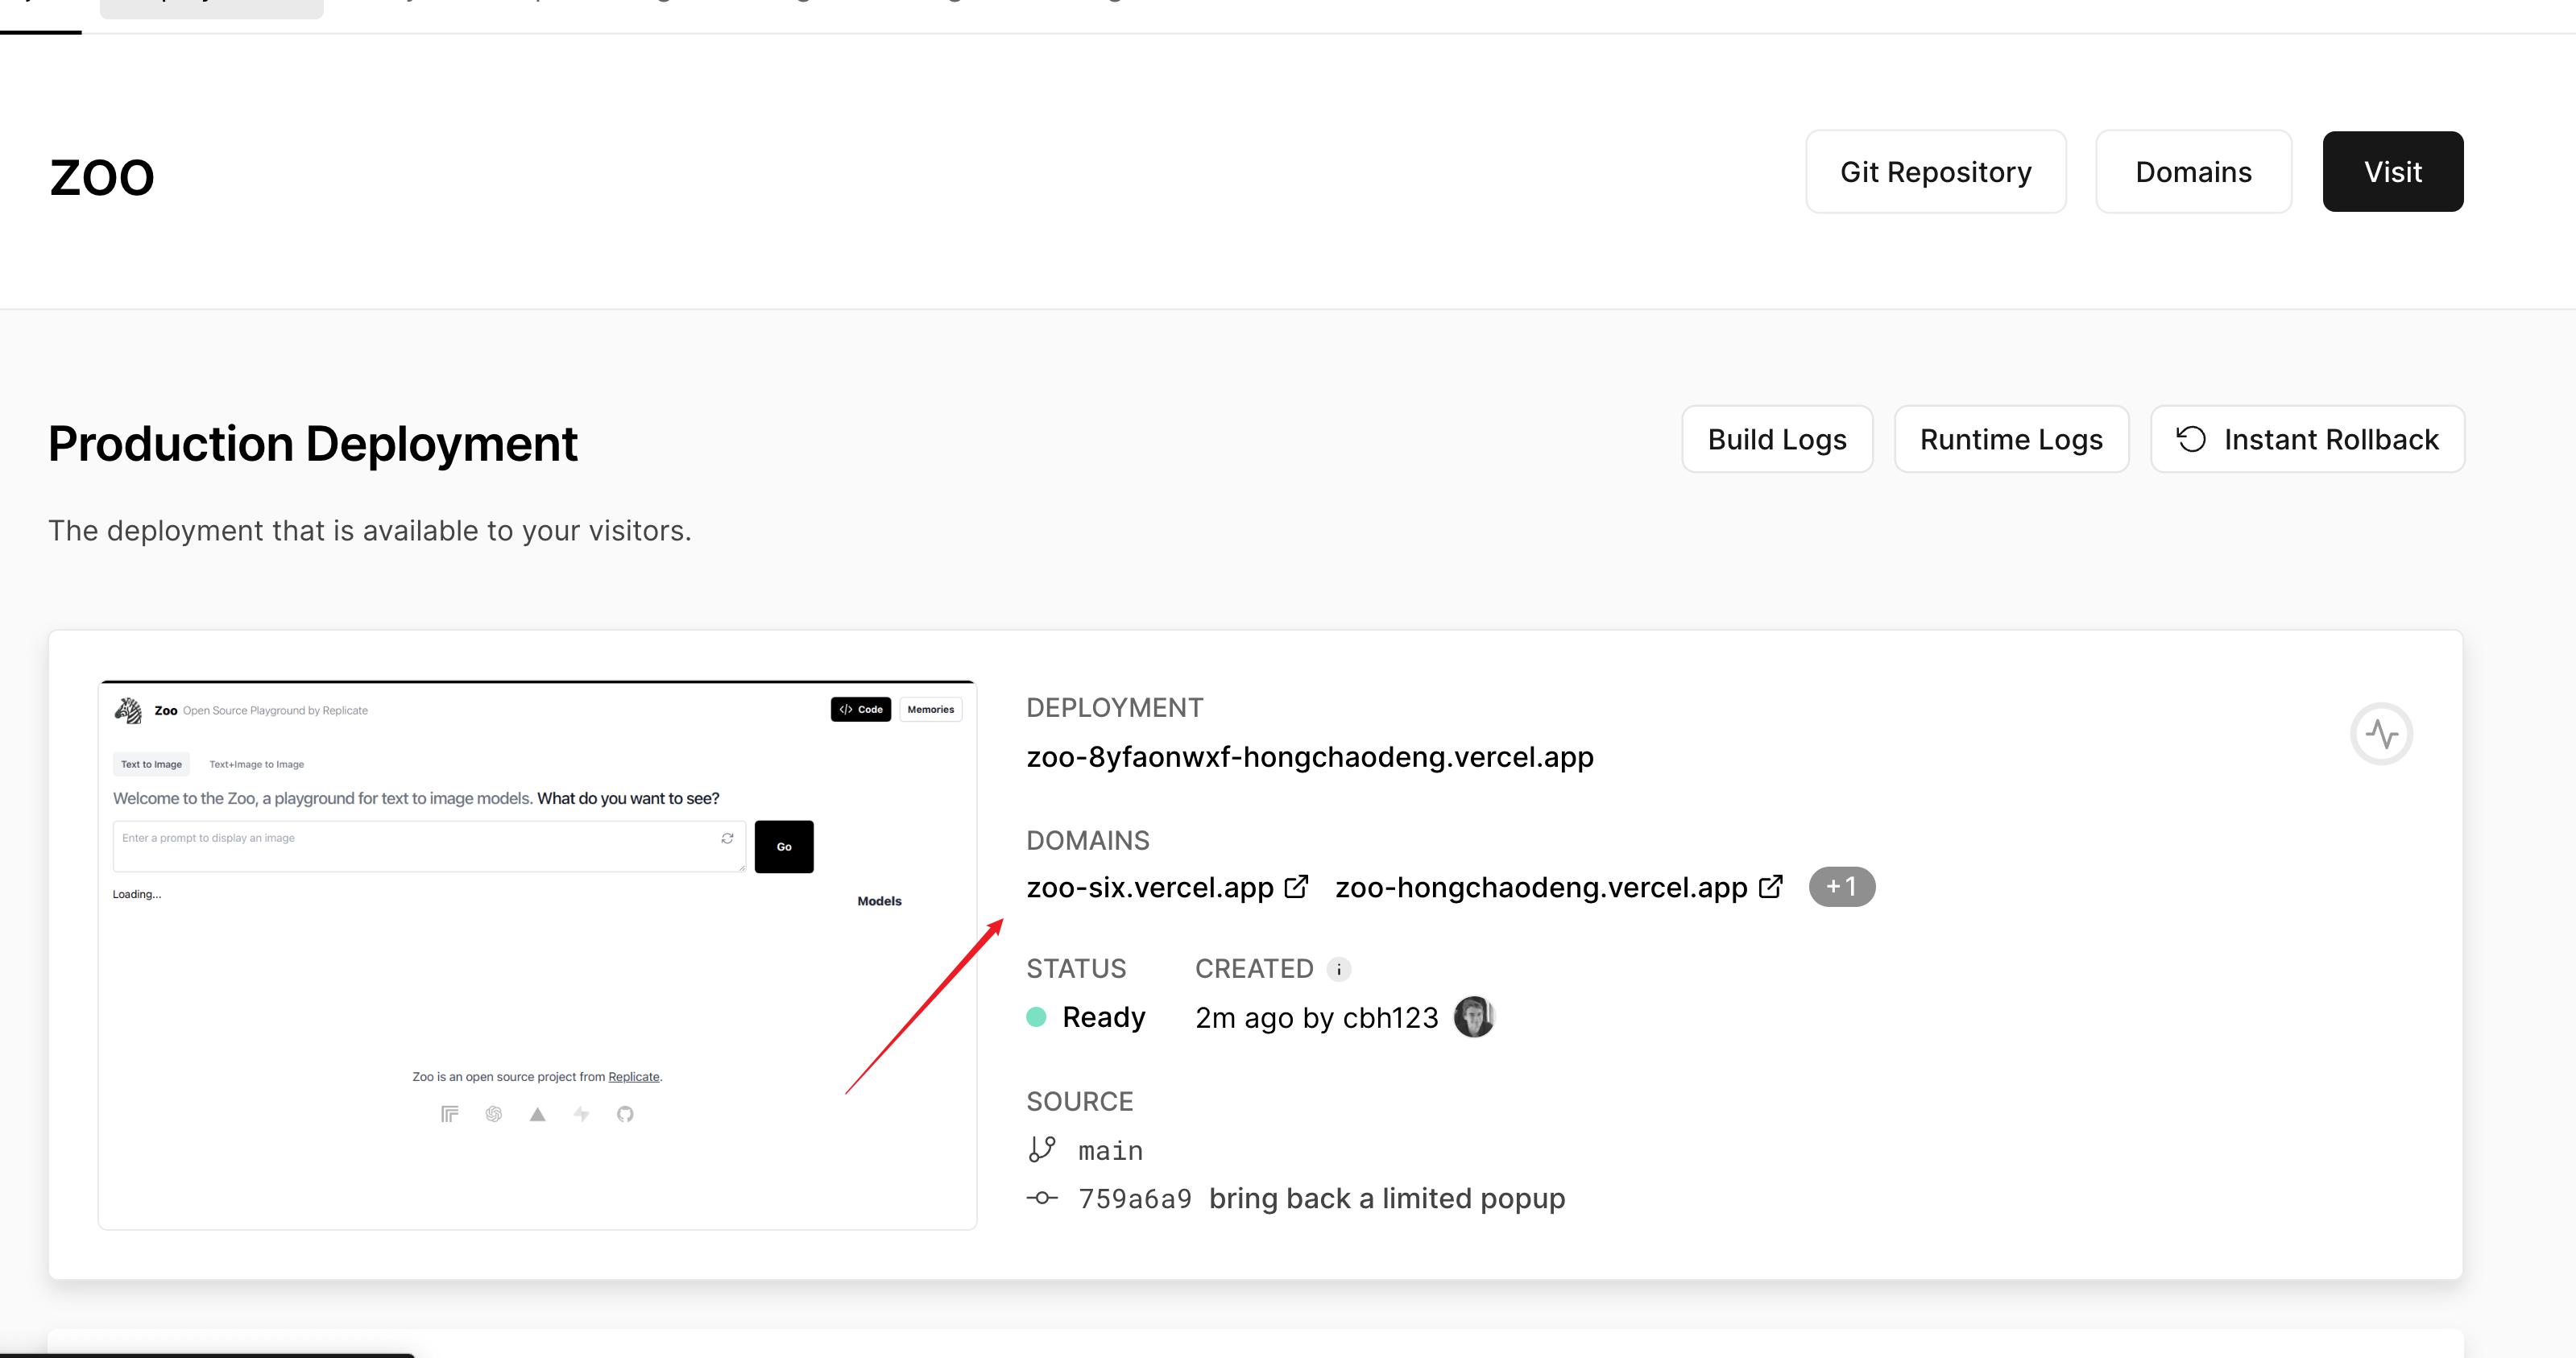 zoo
Git Repository
Domains
Visit
Production Deployment
Build Logs
Runtime Logs
Instant Rollback
The deployment that is available to your visitors.
Zoo Open Source Playground by Replicate
</> Code
Memories
Text to Image
Text+Image to Image
Welcome to the Zoo, a playground for text to image models. What do you want to see?
Enter a prompt to display an image
Go
Loading...
Models
Zoo is an open source project from Replicate.
DEPLOYMENT
zoo-8yfaonwxf-hongchaodeng.vercel.app
DOMAINS
zoo-six.vercel.app
zoo-hongchaodeng.vercel.app
+1
STATUS
CREATED
Ready
2m ago by cbh123
SOURCE
main
759a6a9 bring back a limited popup